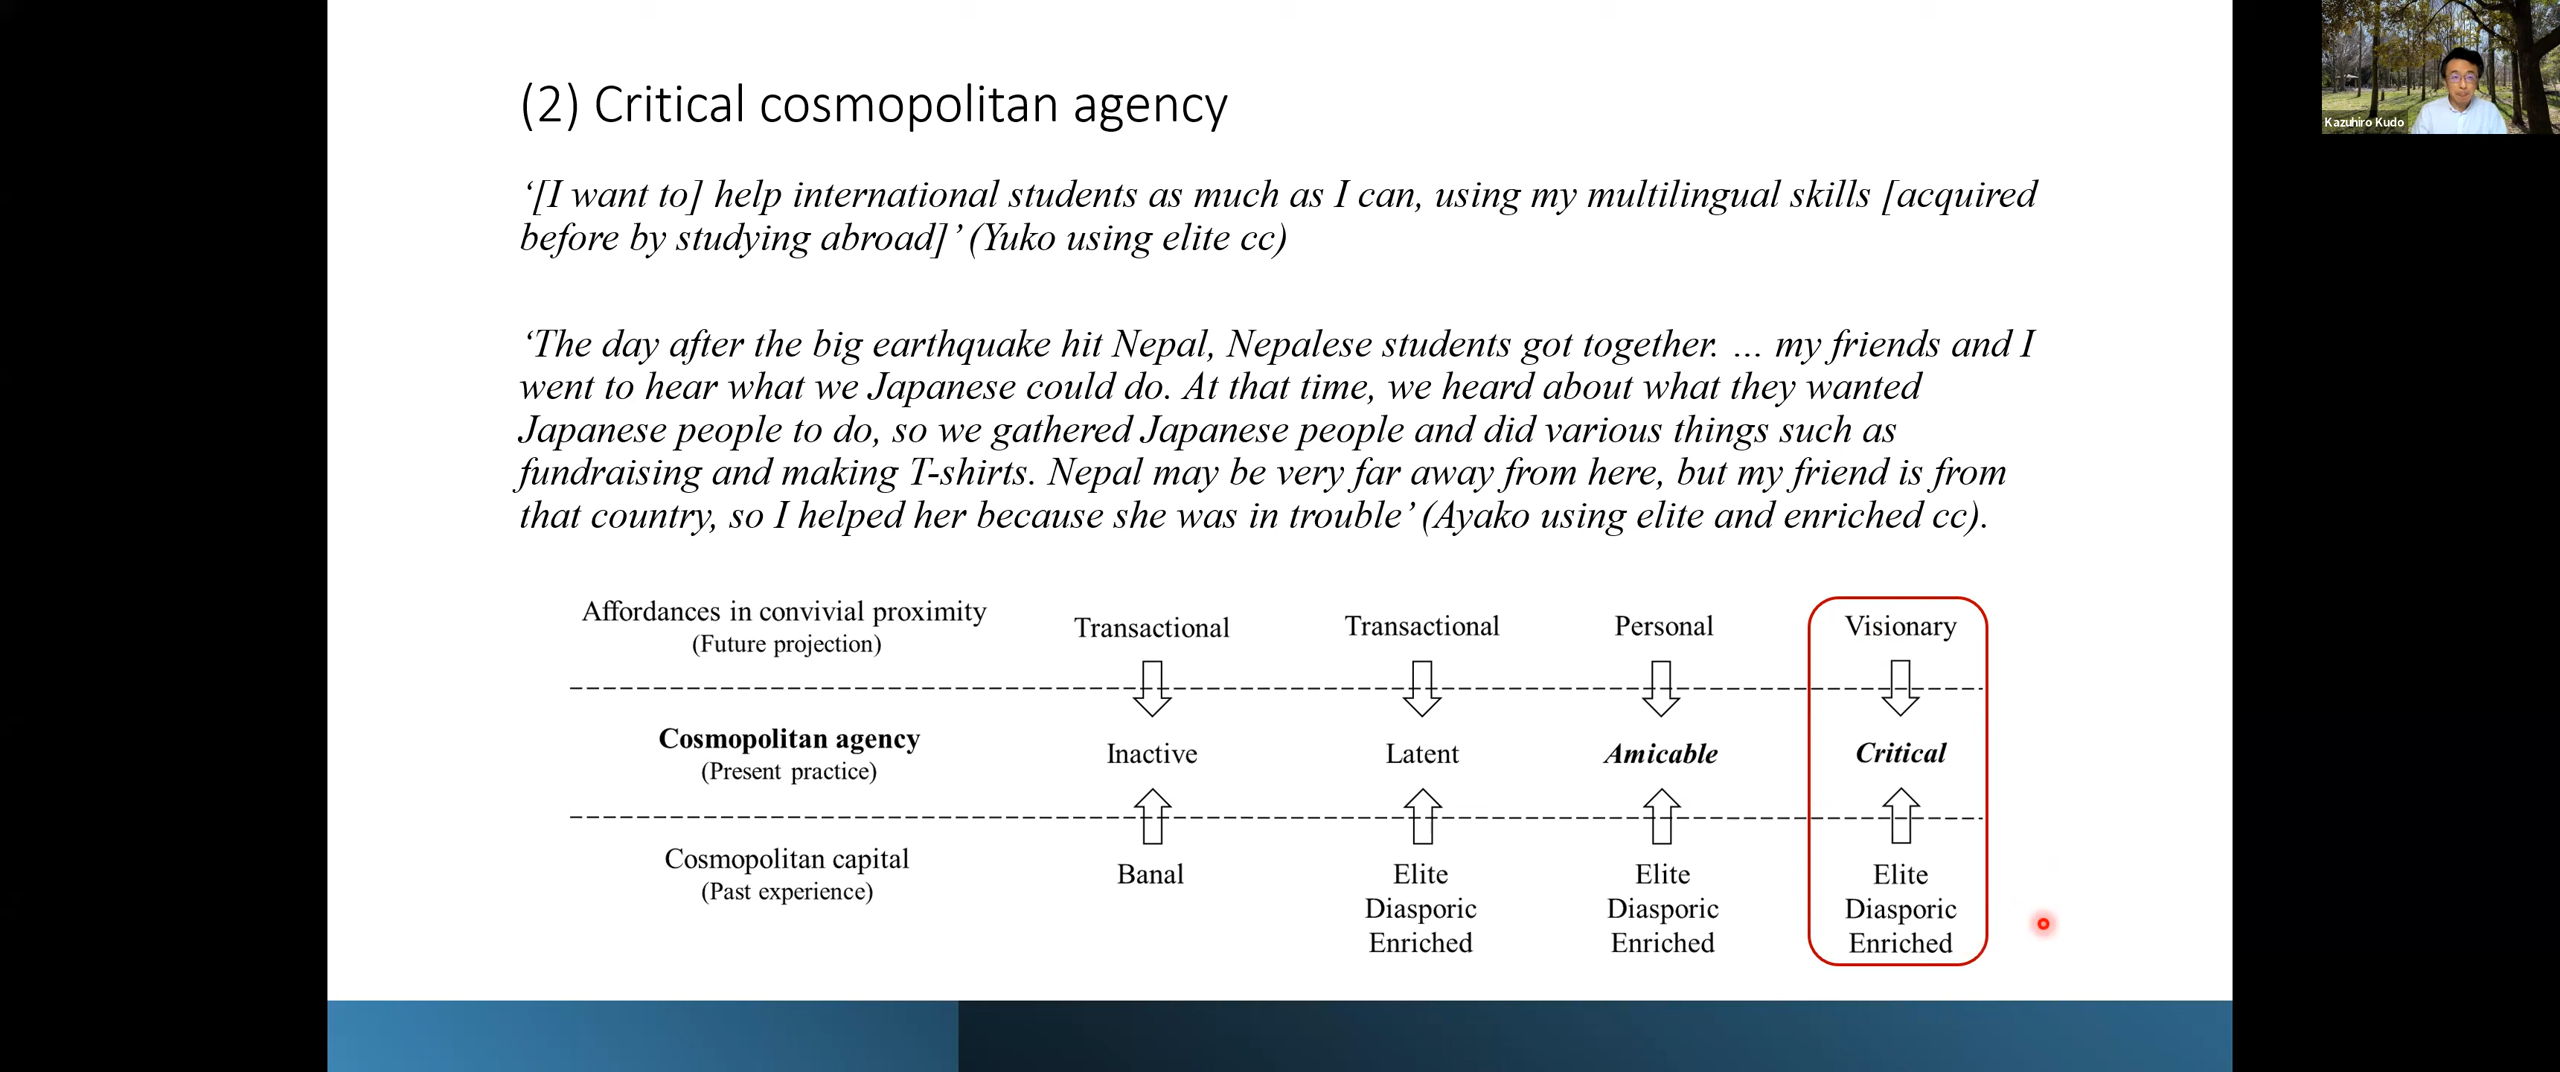 (2) Critical cosmopolitan agency
‘[I want to] help international students as much as I can, using my multilingual skills [acquired
before by studying abroad]’ (Yuko using elite cc)
‘The day after the big earthquake hit Nepal, Nepalese students got together. … my friends and I
went to hear what we Japanese could do. At that time, we heard about what they wanted
Japanese people to do, so we gathered Japanese people and did various things such as
fundraising and making T-shirts. Nepal may be very far away from here, but my friend is from
that country, so I helped her because she was in trouble’ (Ayako using elite and enriched cc).
Affordances in convivial proximity
(Future projection)
Transactional
Transactional
Personal
Visionary
Cosmopolitan agency
(Present practice)
Inactive
Latent
Amicable
Critical
Cosmopolitan capital
(Past experience)
Banal
Elite
Diasporic
Enriched
Elite
Diasporic
Enriched
Elite
Diasporic
Enriched
Kazuhiro Kudo